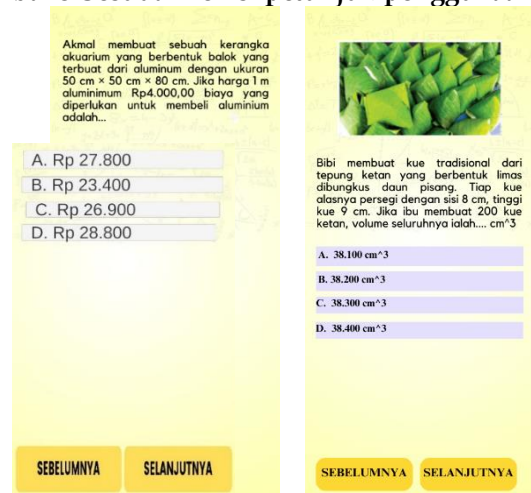 Akmal membuat sebuah kerangka
akuarium yang berbentuk balok yang
terbuat dari aluminum dengan ukuran
50 cm × 50 cm × 80 cm. Jika harga 1 m
aluminimum Rp4.000,00 biaya yang
diperlukan untuk membeli aluminium
adalah...
A. Rp 27.800
B. Rp 23.400
C. Rp 26.900
D. Rp 28.800
SEBELUMNYA
SELANJUTNYA
Bibi membuat kue tradisional dari
tepung ketan yang berbentuk limas
dibungkus daun pisang. Tiap kue
alasnya persegi dengan sisi 8 cm, tinggi
kue 9 cm. Jika ibu membuat 200 kue
ketan, volume seluruhnya ialah.... cm^3
A. 38.100 cm^3
B. 38.200 cm^3
C. 38.300 cm^3
D. 38.400 cm^3
SEBELUMNYA
SELANJUTNYA